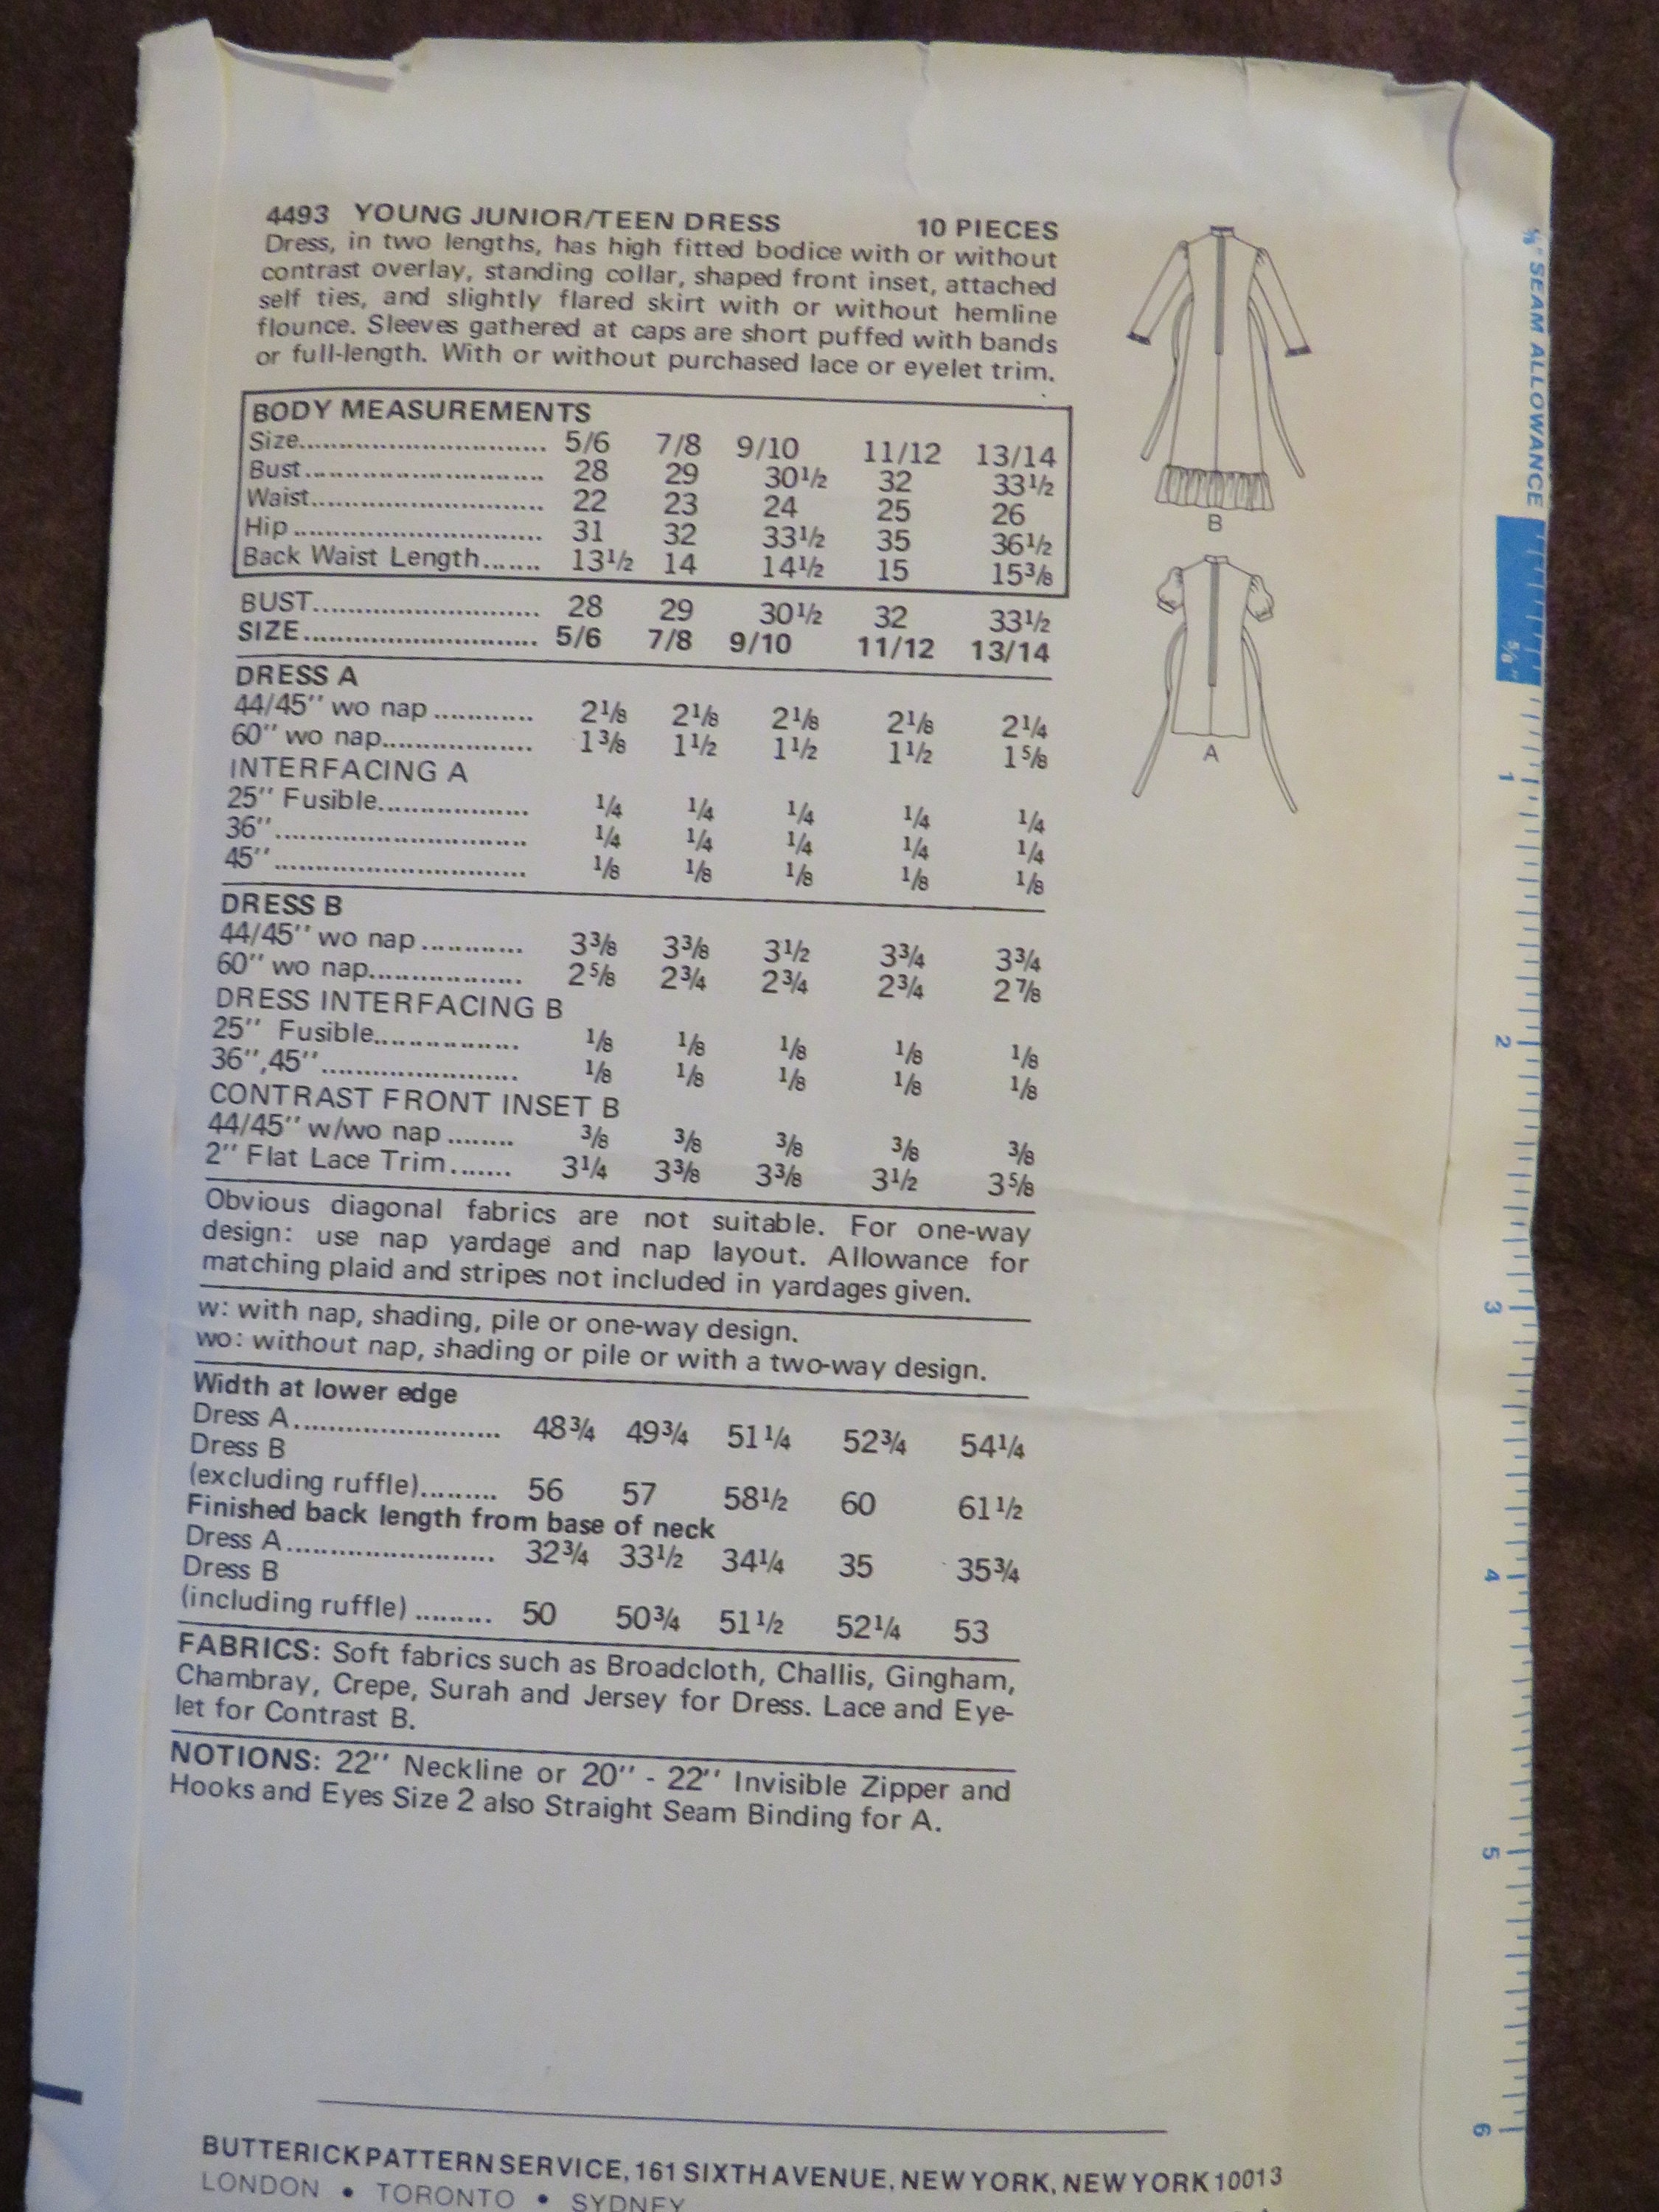 4493 YOUNG JUNIOR/TEEN DRESS 10 PIECES
Dress, in two lengths, has high fitted bodice with or without
contrast overlay, standing collar, shaped front inset, attached
self ties, and slightly flared skirt with or without hemline
flounce. Sleeves gathered at caps are short puffed with bands
or full-length. With or without purchased lace or eyelet trim.
BODY MEASUREMENTS
Size.............................. 5/6 7/8 9/10 11/12 13/14
Bust.............................. 28 29 30½ 32 33½
Waist............................. 22 23 24 25 26
Hip............................... 31 32 33½ 35 36½
Back Waist Length....... 13½ 14 14½ 15 15⅜
BUST............................ 28 29 30½ 32 33½
SIZE............................. 5/6 7/8 9/10 11/12 13/14
DRESS A
44/45'' wo nap............ 2⅛ 2⅛ 2⅛ 2⅛ 2¼
60'' wo nap.................. 1⅜ 1½ 1½ 1½ 1⅝
INTERFACING A
25'' Fusible.................. ¼ ¼ ¼ ¼ ¼
36''............................... ¼ ¼ ¼ ¼ ¼
45''............................... ⅛ ⅛ ⅛ ⅛ ⅛
DRESS B
44/45'' wo nap............ 3⅜ 3⅜ 3½ 3¾ 3¾
60'' wo nap.................. 2⅝ 2¾ 2¾ 2¾ 2⅞
DRESS INTERFACING B
25'' Fusible.................. ⅛ ⅛ ⅛ ⅛ ⅛
36'',45''........................ ⅛ ⅛ ⅛ ⅛ ⅛
CONTRAST FRONT INSET B
44/45'' w/wo nap........ ⅜ ⅜ ⅜ ⅜ ⅜
2'' Flat Lace Trim....... 3¼ 3⅜ 3⅜ 3½ 3⅝
Obvious diagonal fabrics are not suitable. For one-way
design: use nap yardage and nap layout. Allowance for
matching plaid and stripes not included in yardages given.
w: with nap, shading, pile or one-way design.
wo: without nap, shading or pile or with a two-way design.
Width at lower edge
Dress A........................ 48¾ 49¾ 51¼ 52¾ 54¼
Dress B
(excluding ruffle)......... 56 57 58½ 60 61½
Finished back length from base of neck
Dress A........................ 32¾ 33½ 34¼ 35 35¾
Dress B
(including ruffle)......... 50 50¾ 51½ 52¼ 53
FABRICS: Soft fabrics such as Broadcloth, Challis, Gingham,
Chambray, Crepe, Surah and Jersey for Dress. Lace and Eye-
let for Contrast B.
NOTIONS: 22'' Neckline or 20'' - 22'' Invisible Zipper and
Hooks and Eyes Size 2 also Straight Seam Binding for A.
BUTTERICK PATTERN SERVICE, 161 SIXTH AVENUE, NEW YORK, NEW YORK 10013
LONDON • TORONTO • SYDNEY
B
A
⅝" SEAM ALLOWANCE
⅝"
1
2
3
4
5
6